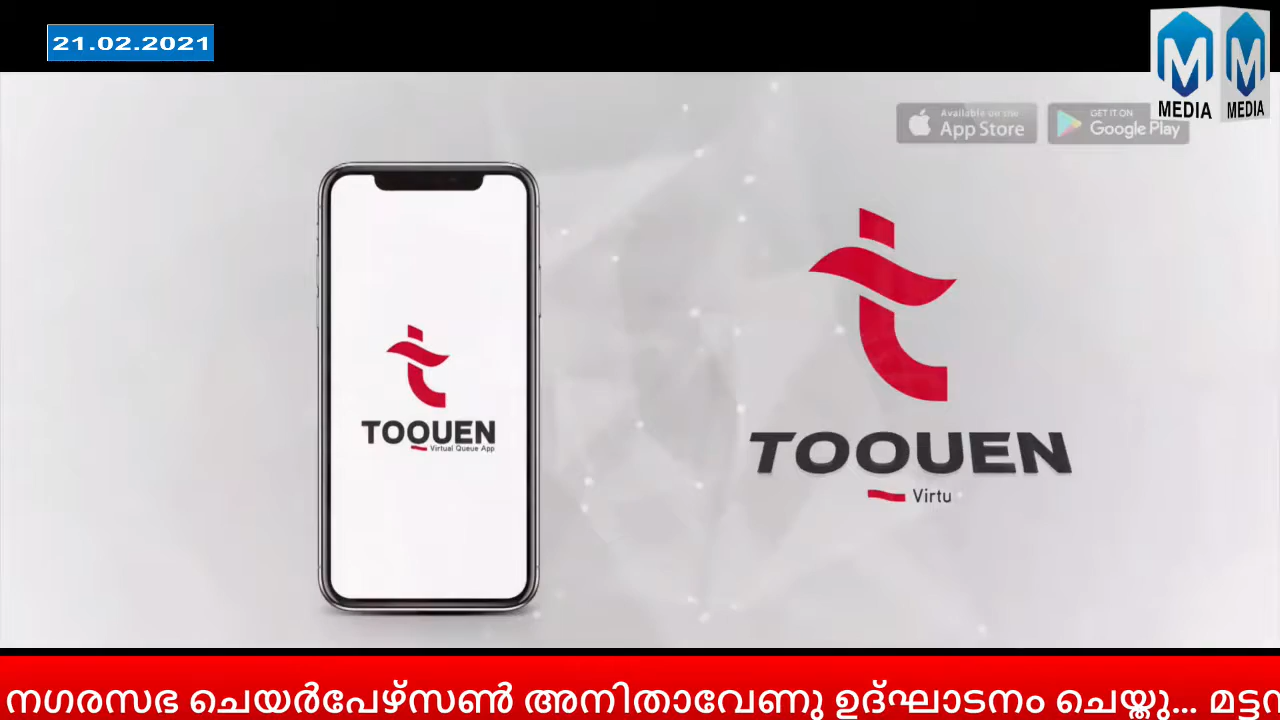 21.02.2021
M M
MEDIA MEDIA
Available on the
App Store
GET IT ON
Google Play
TOOUEN
Virtual Queue App
TOOUEN
Virtu
നഗരസഭ ചെയർപേഴ്സൺ അനിതാവേണു ഉദ്ഘാടനം ചെയ്തു...